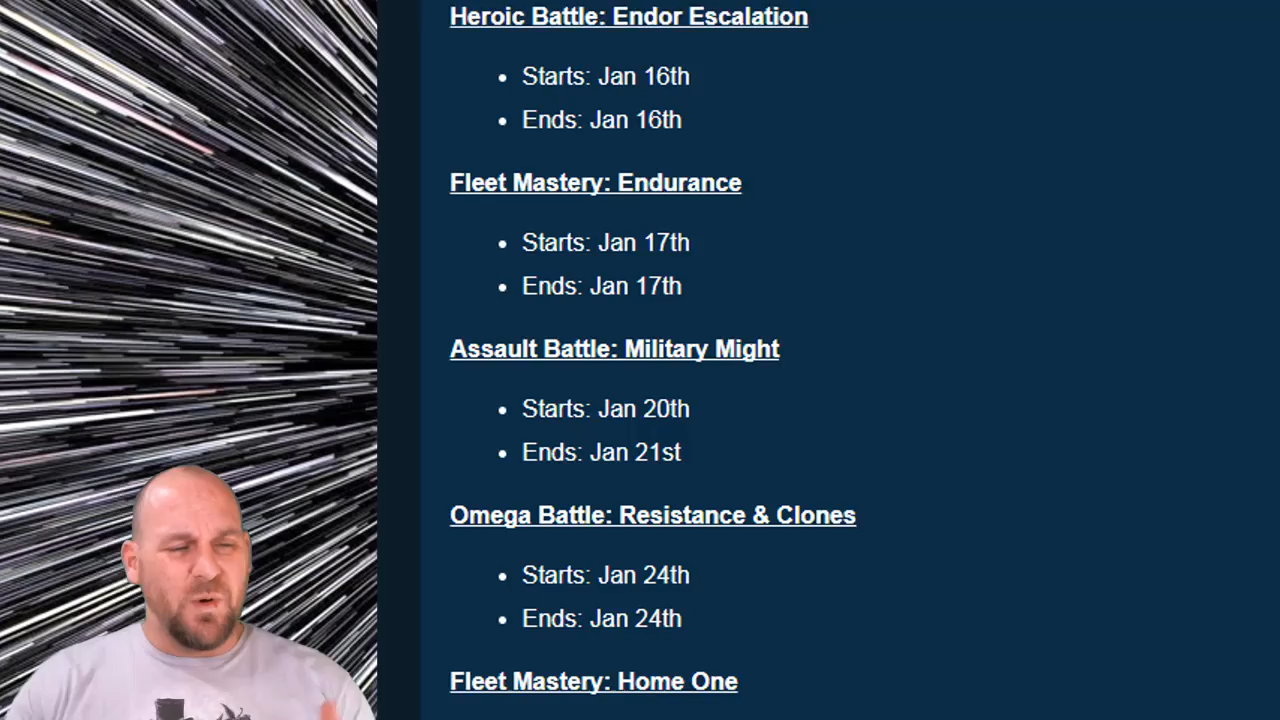 Heroic Battle: Endor Escalation
Starts: Jan 16th
Ends: Jan 16th
Fleet Mastery: Endurance
Starts: Jan 17th
Ends: Jan 17th
Assault Battle: Military Might
Starts: Jan 20th
Ends: Jan 21st
Omega Battle: Resistance & Clones
Starts: Jan 24th
Ends: Jan 24th
Fleet Mastery: Home One